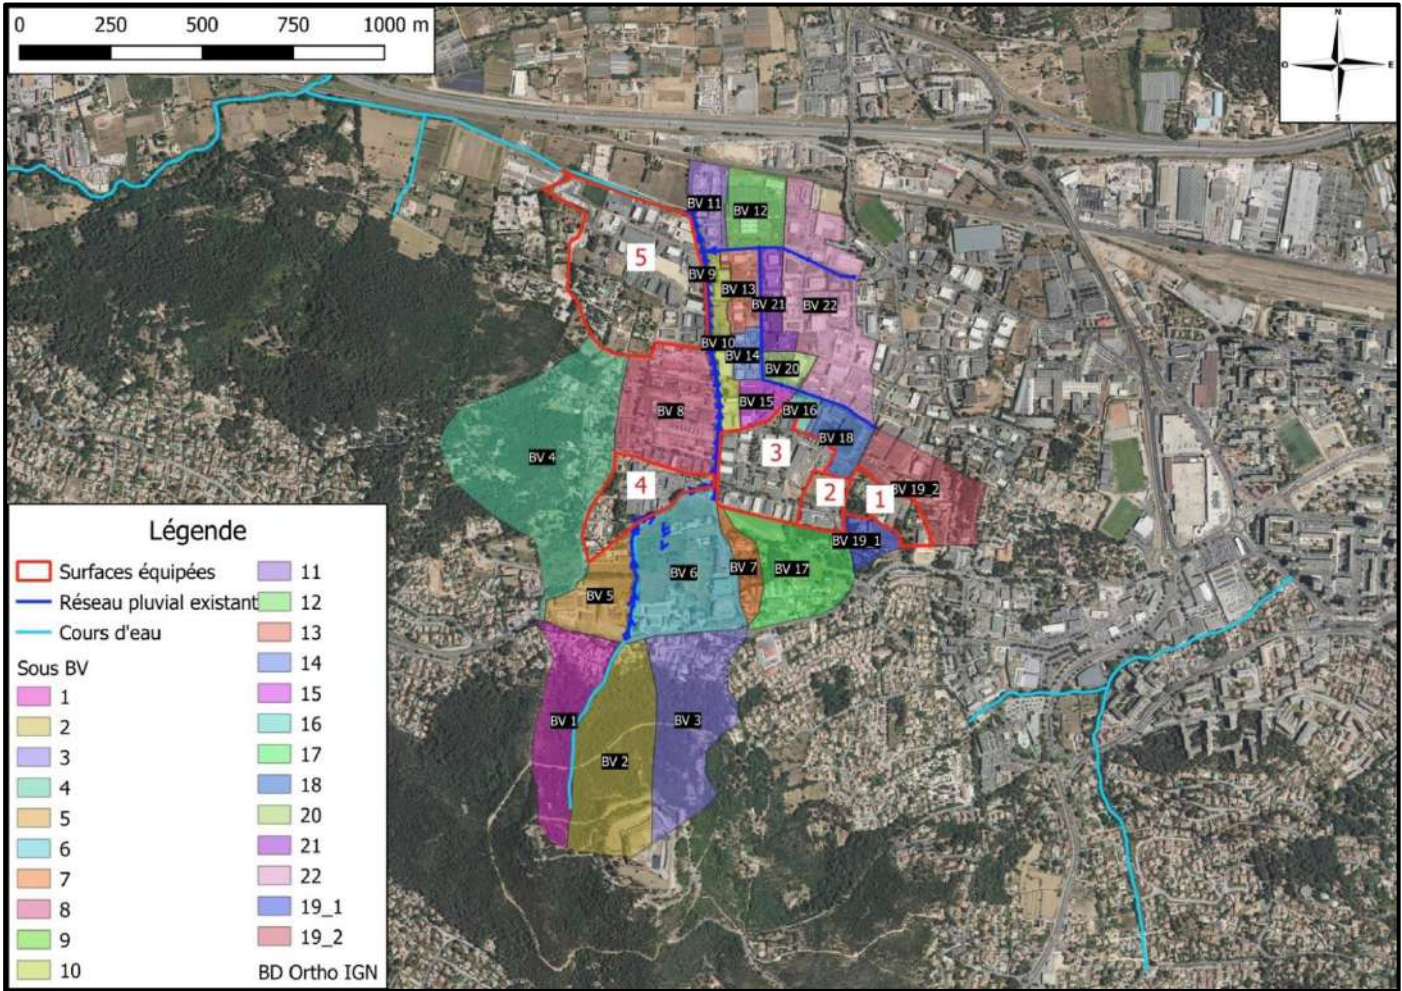 0 250 500 750 1000 m
N
O E
S
BV 11
BV 12
5
BV 9
BV 13
BV 21
BV 22
BV 10
BV 14
BV 20
BV 8
BV 15
BV 16
BV 18
3
BV 4
4
2
1
BV 19_2
BV 19_1
BV 6
BV 7
BV 17
BV 5
BV 1
BV 3
BV 2
Légende
Surfaces équipées
Réseau pluvial existant
Cours d'eau
Sous BV
1
2
3
4
5
6
7
8
9
10
11
12
13
14
15
16
17
18
20
21
22
19_1
19_2
BD Ortho IGN